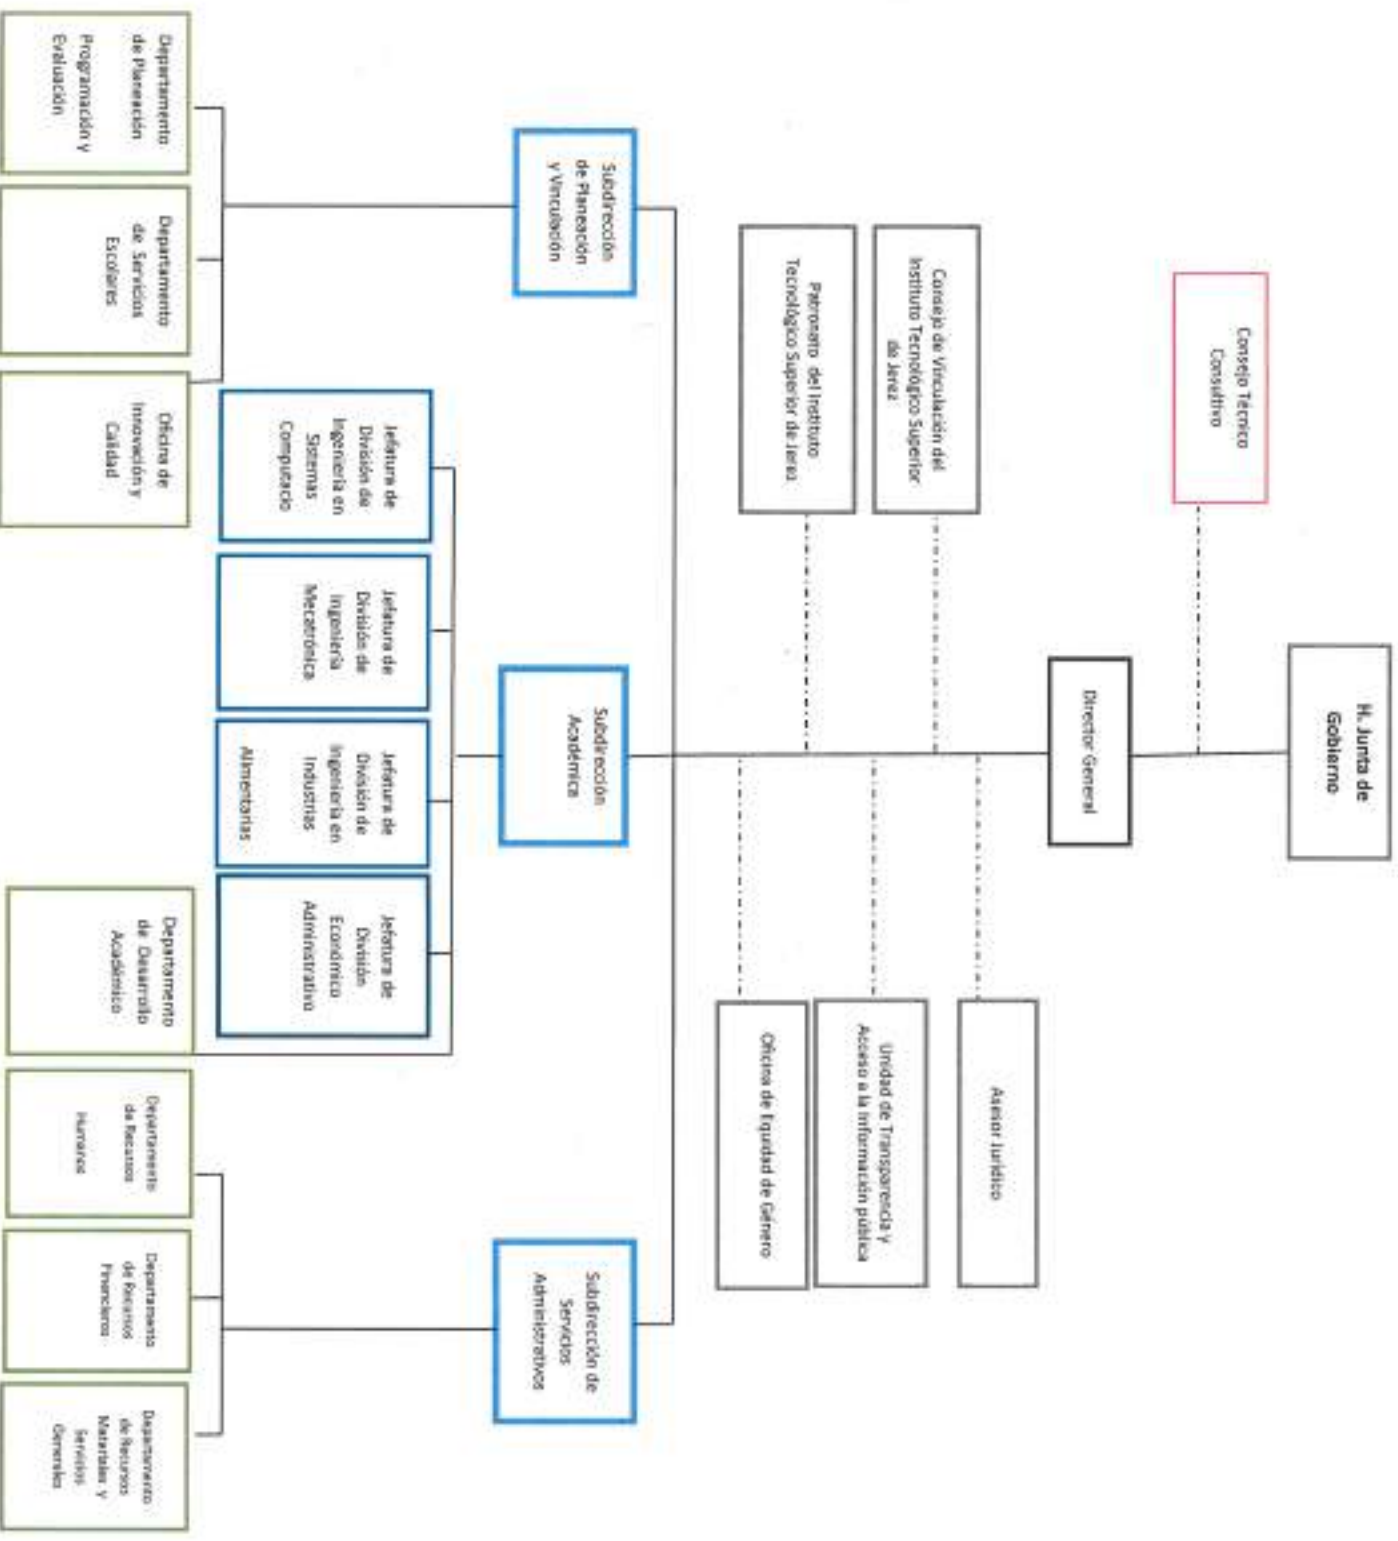 H. Junta de
Gobierno
Consejo Técnico
Consultivo
Director General
Consejo de Vinculación del
Instituto Tecnológico Superior
de Jerez
Asesor Jurídico
Patronato del Instituto
Tecnológico Superior de Jerez
Unidad de Transparencia y
Acceso a la Información pública
Oficina de Equidad de Género
Subdirección
de Planeación
y Vinculación
Subdirección
Académica
Subdirección de
Servicios
Administrativos
Jefatura de
División de
Ingeniería en
Sistemas
Computacio
Jefatura de
División de
Ingeniería
Mecatrónica
Jefatura de
División de
Ingeniería en
Industrias
Alimentarias
Jefatura de
División
Económico
Administrativo
Departamento
de Planeación
Programación y
Evaluación
Departamento
de Servicios
Escolares
Oficina de
Innovación y
Calidad
Departamento
de Desarrollo
Académico
Departamento
de Recursos
Humanos
Departamento
de Recursos
Financieros
Departamento
de Recursos
Materiales y
Servicios
Generales